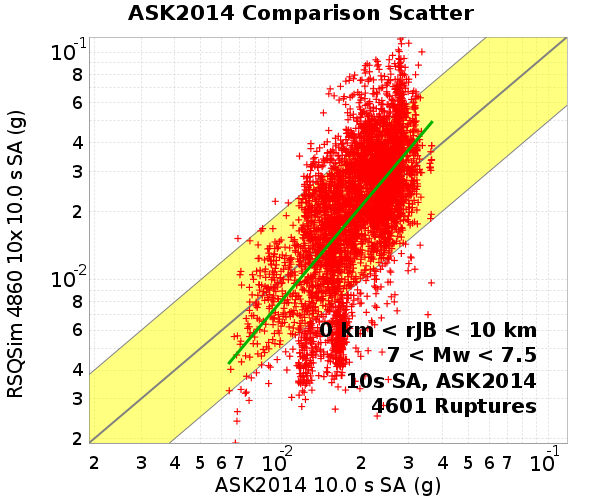 ASK2014 Comparison Scatter
RSQSim 4860 10x 10.0 s SA (g)
10-1
8
6
4
3
2
10-2
8
6
4
3
2
0 km < rJB < 10 km
7 < Mw < 7.5
10s SA, ASK2014
4601 Ruptures
2 3 4 5 6 7 10-2 2 3 4 5 6 7 10-1
ASK2014 10.0 s SA (g)